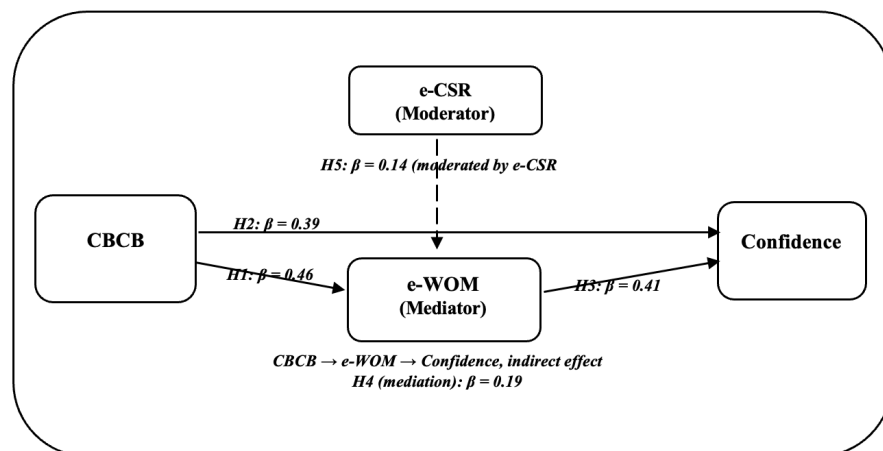 e-CSR
(Moderator)
H5: β = 0.14 (moderated by e-CSR
CBCB
H2: β = 0.39
Confidence
H1: β = 0.46
e-WOM
(Mediator)
H3: β = 0.41
CBCB → e-WOM → Confidence, indirect effect
H4 (mediation): β = 0.19